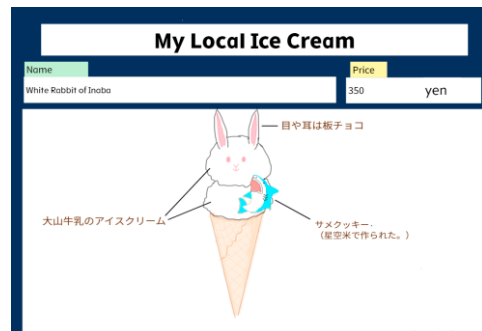 My Local Ice Cream
Name
Price
White Rabbit of Inaba
350 yen
目や耳は板チョコ
大山牛乳のアイスクリーム
サメクッキー・
（星空米で作られた。）